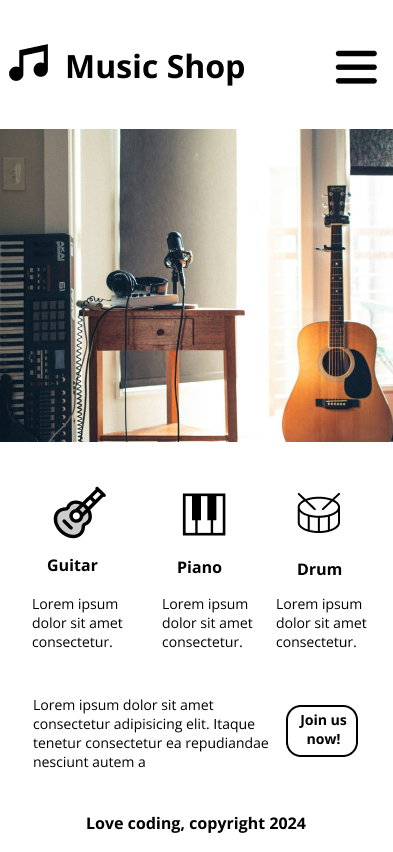 Music Shop
AKAI
Guitar
Piano
Drum
Lorem ipsum
dolor sit amet
consectetur.
Lorem ipsum
dolor sit amet
consectetur.
Lorem ipsum
dolor sit amet
consectetur.
Lorem ipsum dolor sit amet
consectetur adipisicing elit. Itaque
tenetur consectetur ea repudiandae
nesciunt autem a
Join us
now!
Love coding, copyright 2024